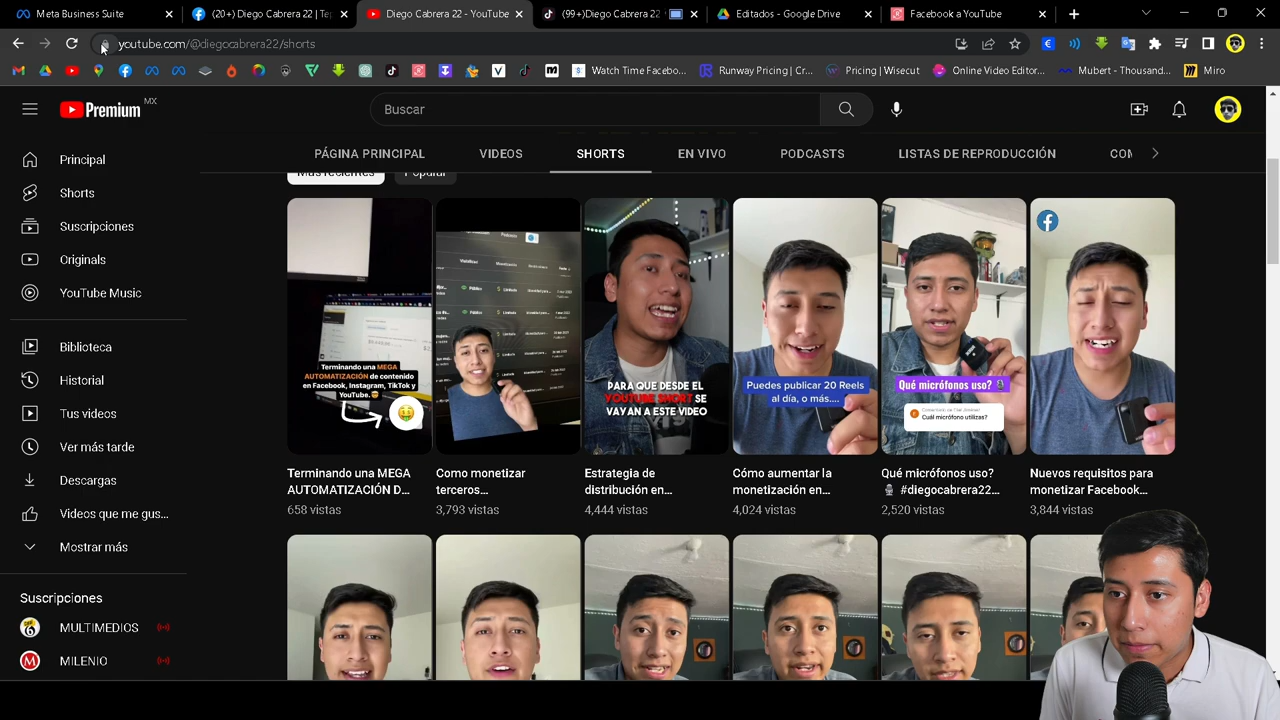 Meta Business Suite
(20+) Diego Cabrera 22 | Te
Diego Cabrera 22 - YouTube
(99+)Diego Cabrera 22
Editados - Google Drive
Facebook a YouTube
youtube.com/@diegocabrera22/shorts
Watch Time Facebo...
Runway Pricing | Cr...
Pricing | Wisecut
Online Video Editor...
Mubert - Thousand...
Miro
Premium MX
Buscar
PÁGINA PRINCIPAL
VIDEOS
SHORTS
EN VIVO
PODCASTS
LISTAS DE REPRODUCCIÓN
Más recientes
Popular
Principal
Shorts
Suscripciones
Originals
YouTube Music
Biblioteca
Historial
Tus videos
Ver más tarde
Descargas
Videos que me gus...
Mostrar más
Suscripciones
MULTIMEDIOS
MILENIO
Terminando una MEGA
AUTOMATIZACIÓN de contenido
en Facebook, Instagram, TikTok y
YouTube.
PARA QUE DESDE EL
YOUTUBE SHORT SE
VAYAN A ESTE VIDEO
Puedes publicar 20 Reels
al día, o más....
Qué micrófonos uso?
Cuál micrófono utilizas?
Terminando una MEGA
AUTOMATIZACIÓN D...
658 vistas
Como monetizar
terceros...
3,793 vistas
Estrategia de
distribución en...
4,444 vistas
Cómo aumentar la
monetización en...
4,024 vistas
Qué micrófonos uso?
#diegocabrera22...
2,520 vistas
Nuevos requisitos para
monetizar Facebook...
3,844 vistas